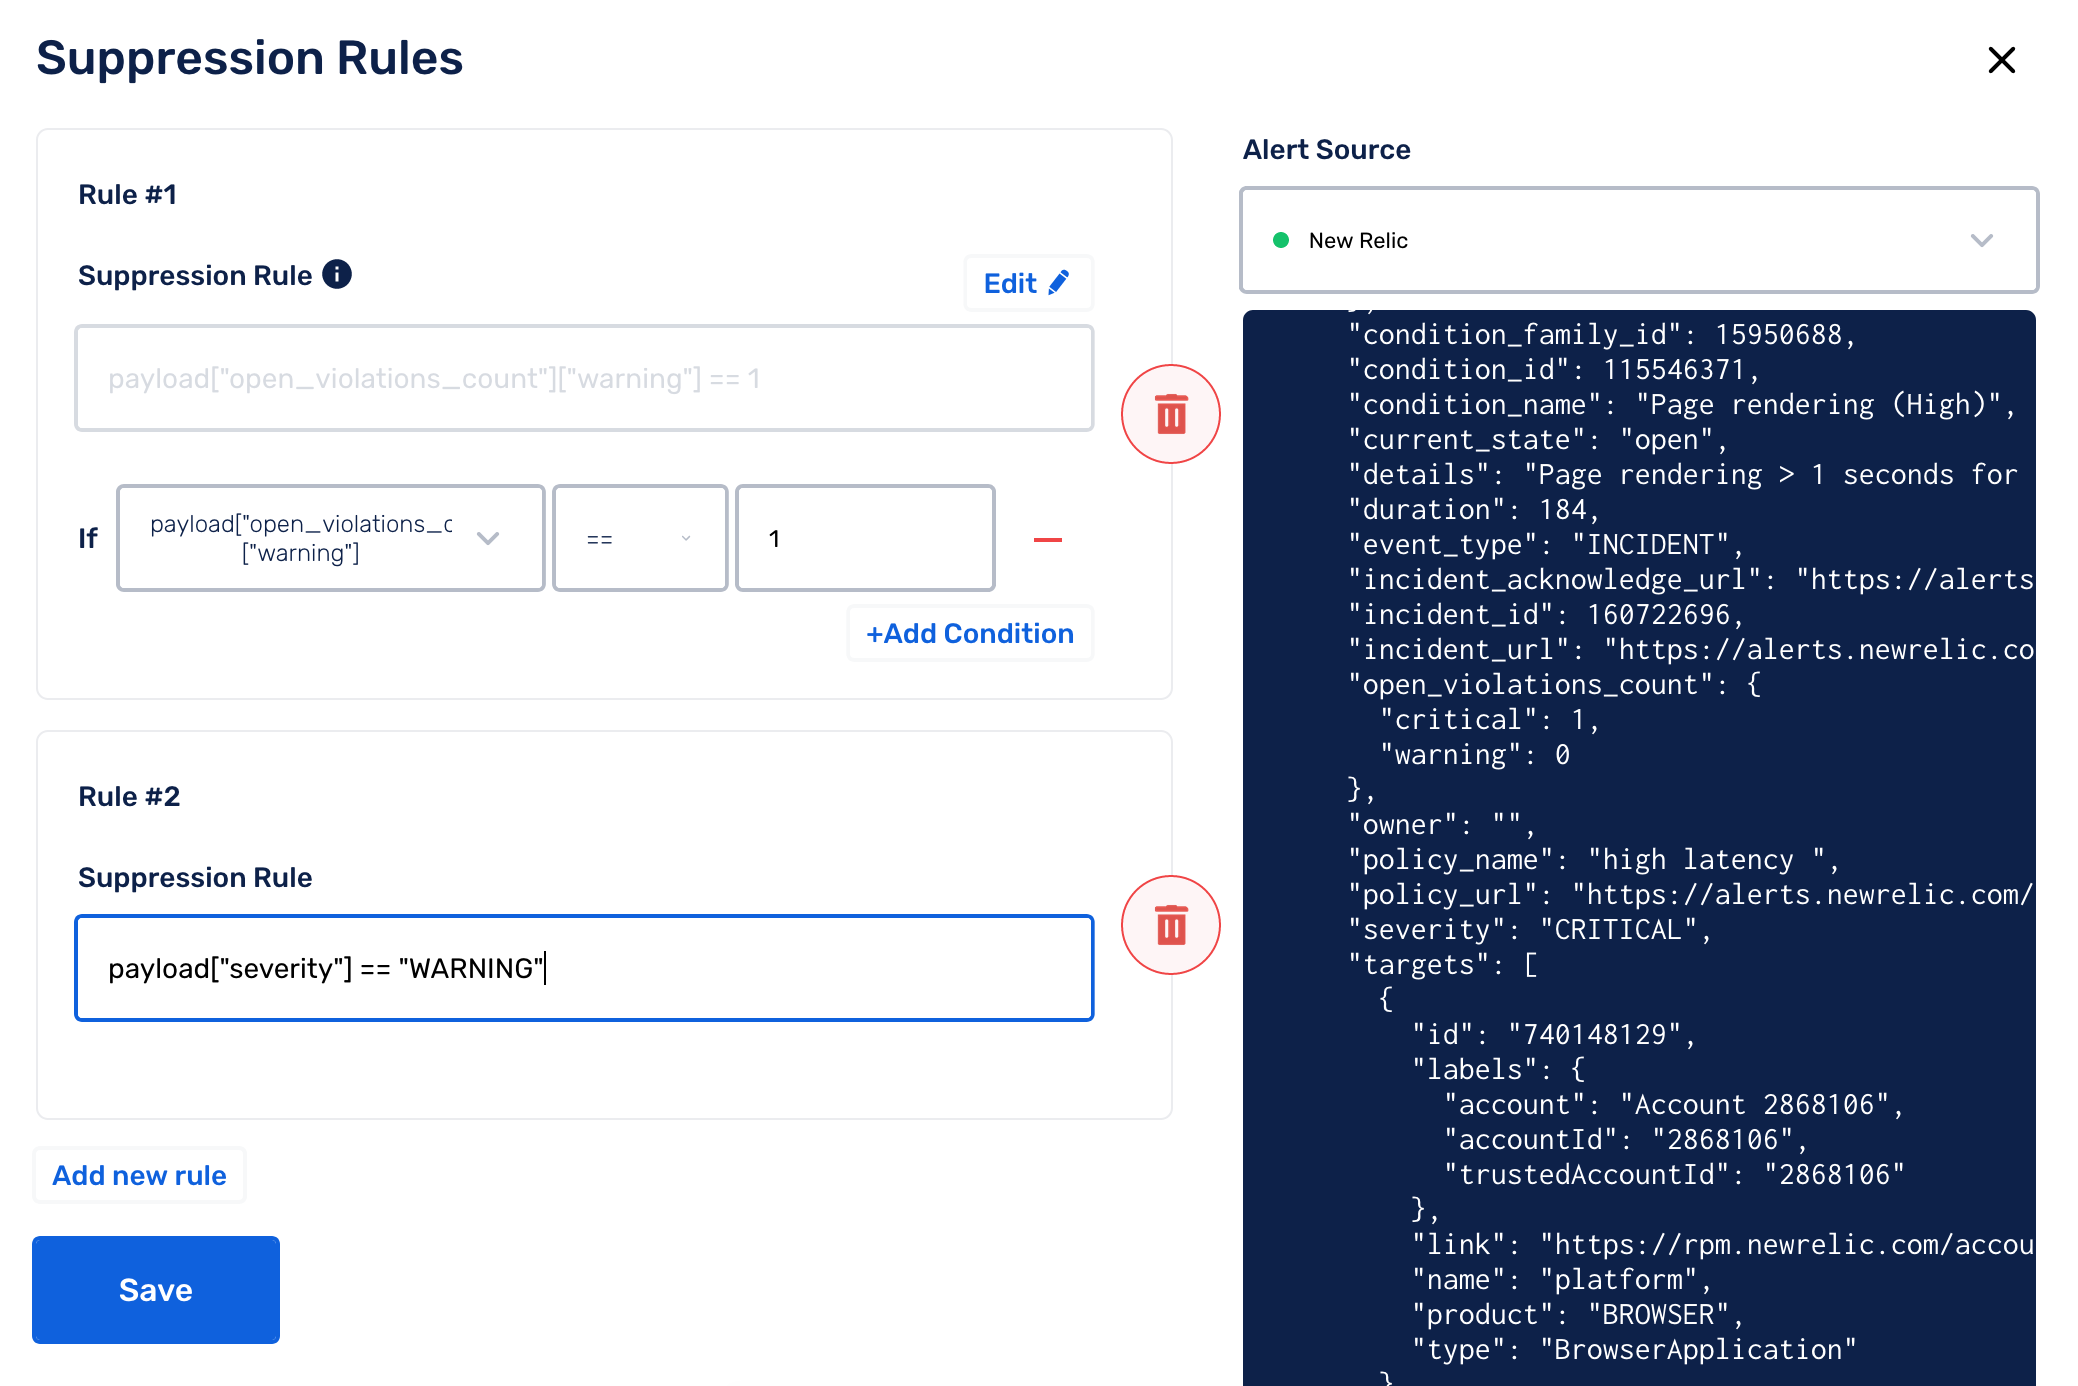 Suppression Rules
Rule #1
Suppression Rule
Edit
payload["open_violations_count"]["warning"] == 1
If
payload["open_violations_c
["warning"]
==
1
+Add Condition
Rule #2
Suppression Rule
payload["severity"] == "WARNING"
Add new rule
Save
Alert Source
New Relic
"condition_family_id": 15950688,
"condition_id": 115546371,
"condition_name": "Page rendering (High)",
"current_state": "open",
"details": "Page rendering > 1 seconds for
"duration": 184,
"event_type": "INCIDENT",
"incident_acknowledge_url": "https://alerts
"incident_id": 160722696,
"incident_url": "https://alerts.newrelic.co
"open_violations_count": {
"critical": 1,
"warning": 0
},
"owner": "",
"policy_name": "high latency ",
"policy_url": "https://alerts.newrelic.com/
"severity": "CRITICAL",
"targets": [
{
"id": "740148129",
"labels": {
"account": "Account 2868106",
"accountId": "2868106",
"trustedAccountId": "2868106"
},
"link": "https://rpm.newrelic.com/accou
"name": "platform",
"product": "BROWSER",
"type": "BrowserApplication"
}